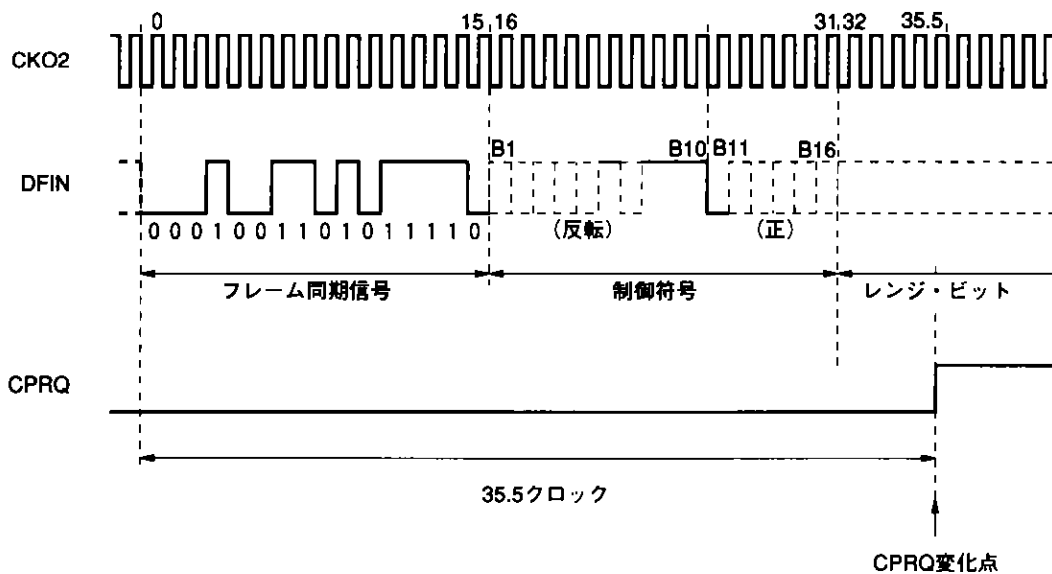 0 15 16 31 32 35.5
CKO2
B1 B10 B11 B16
DFIN
0 0 0 1 0 0 1 1 0 1 0 1 1 1 1 0
(反転) (正)
フレーム同期信号 制御符号 レンジ・ビット
CPRQ
35.5クロック
CPRQ変化点